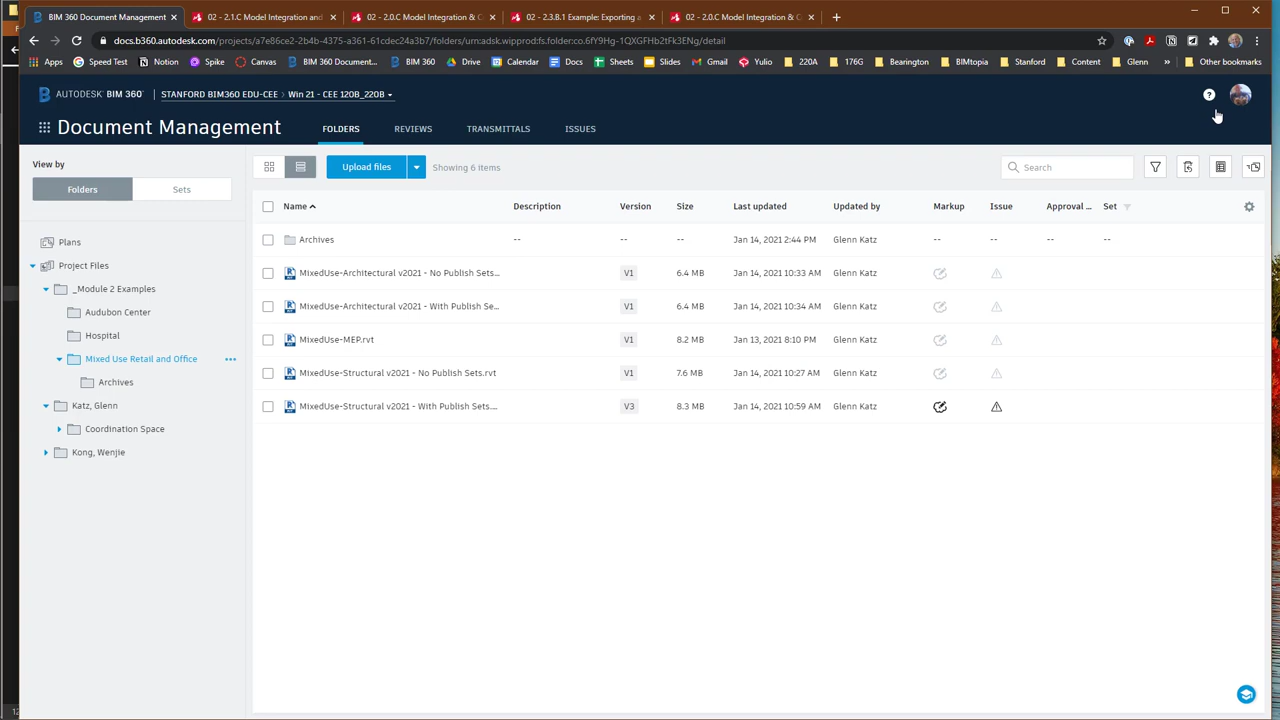 BIM 360 Document Management
02 - 2.1.C Model Integration and
02 - 2.0.C Model Integration & C
02 - 2.3.B.1 Example: Exporting a
02 - 2.0.C Model Integration & C
docs.b360.autodesk.com/projects/a7e86ce2-2b4b-4375-a361-61cdec24a3b7/folders/urn:adsk.wipprod:fs.folder:co.6fY9Hg-1QXGFHb2tFk3ENg/detail
Apps Speed Test Notion Spike Canvas BIM 360 Document... BIM 360 Drive Calendar Docs Sheets Slides Gmail Yulio 220A 176G Bearington BIMtopia Stanford Content Glenn » Other bookmarks
AUTODESK BIM 360° STANFORD BIM360 EDU-CEE > Win 21 - CEE 120B_220B
Document Management FOLDERS REVIEWS TRANSMITTALS ISSUES
View by
Folders Sets
Plans
Project Files
_Module 2 Examples
Audubon Center
Hospital
Mixed Use Retail and Office
Archives
Katz, Glenn
Coordination Space
Kong, Wenjie
Upload files Showing 6 items Search
Name Description Version Size Last updated Updated by Markup Issue Approval ... Set
Archives -- -- -- Jan 14, 2021 2:44 PM Glenn Katz -- -- -- --
MixedUse-Architectural v2021 - No Publish Sets... V1 6.4 MB Jan 14, 2021 10:33 AM Glenn Katz
MixedUse-Architectural v2021 - With Publish Se... V1 6.4 MB Jan 14, 2021 10:34 AM Glenn Katz
MixedUse-MEP.rvt V1 8.2 MB Jan 13, 2021 8:10 PM Glenn Katz
MixedUse-Structural v2021 - No Publish Sets.rvt V1 7.6 MB Jan 14, 2021 10:27 AM Glenn Katz
MixedUse-Structural v2021 - With Publish Sets.... V3 8.3 MB Jan 14, 2021 10:59 AM Glenn Katz